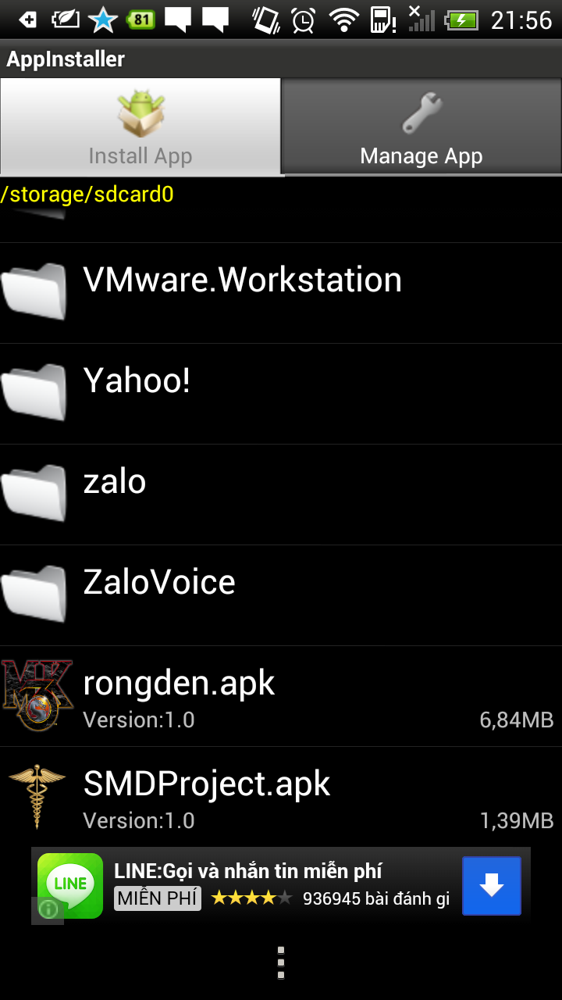 81
21:56
AppInstaller
Install App
Manage App
/storage/sdcard0
VMware.Workstation
Yahoo!
zalo
ZaloVoice
MK
3
rongden.apk
Version:1.0
6,84MB
SMDProject.apk
Version:1.0
1,39MB
LINE
LINE:Gọi và nhắn tin miễn phí
MIỄN PHÍ
936945 bài đánh gi